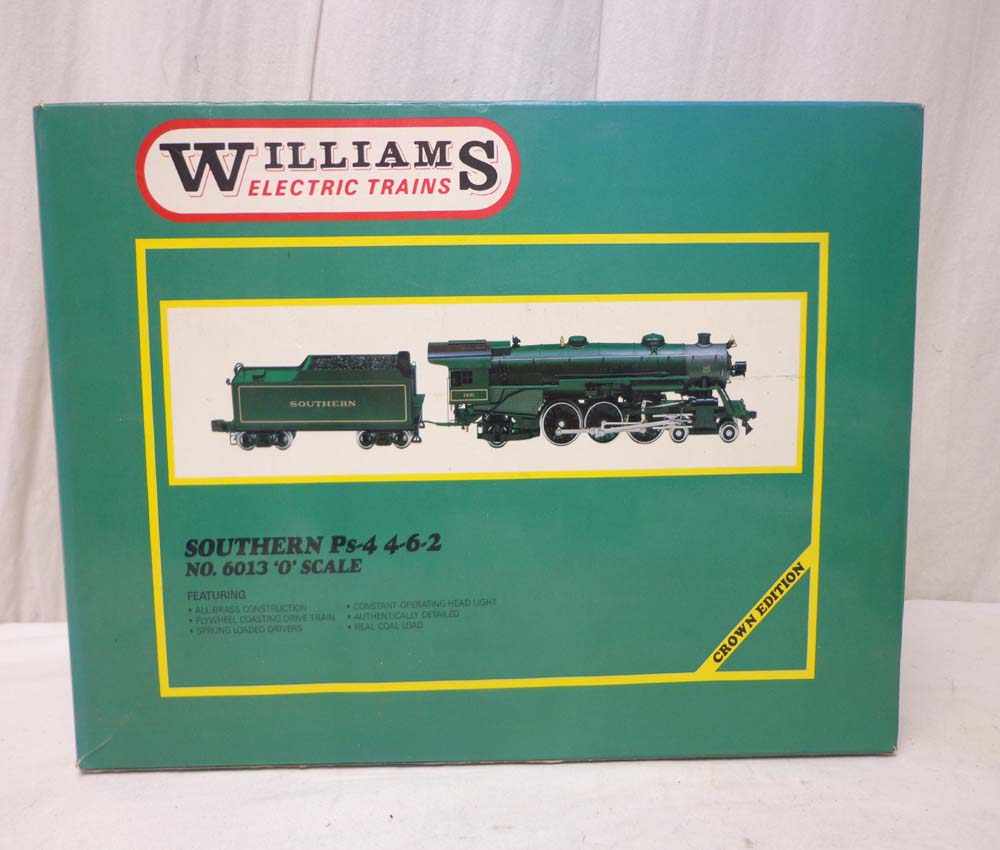 WILLIAMS
ELECTRIC TRAINS
SOUTHERN
1401
SOUTHERN Ps-4 4-6-2
NO. 6013 'O' SCALE
FEATURING
• ALL BRASS CONSTRUCTION
• FLYWHEEL COASTING DRIVE TRAIN
• SPRUNG LOADED DRIVERS
• CONSTANT OPERATING HEAD LIGHT
• AUTHENTICALLY DETAILED
• REAL COAL LOAD
CROWN EDITION